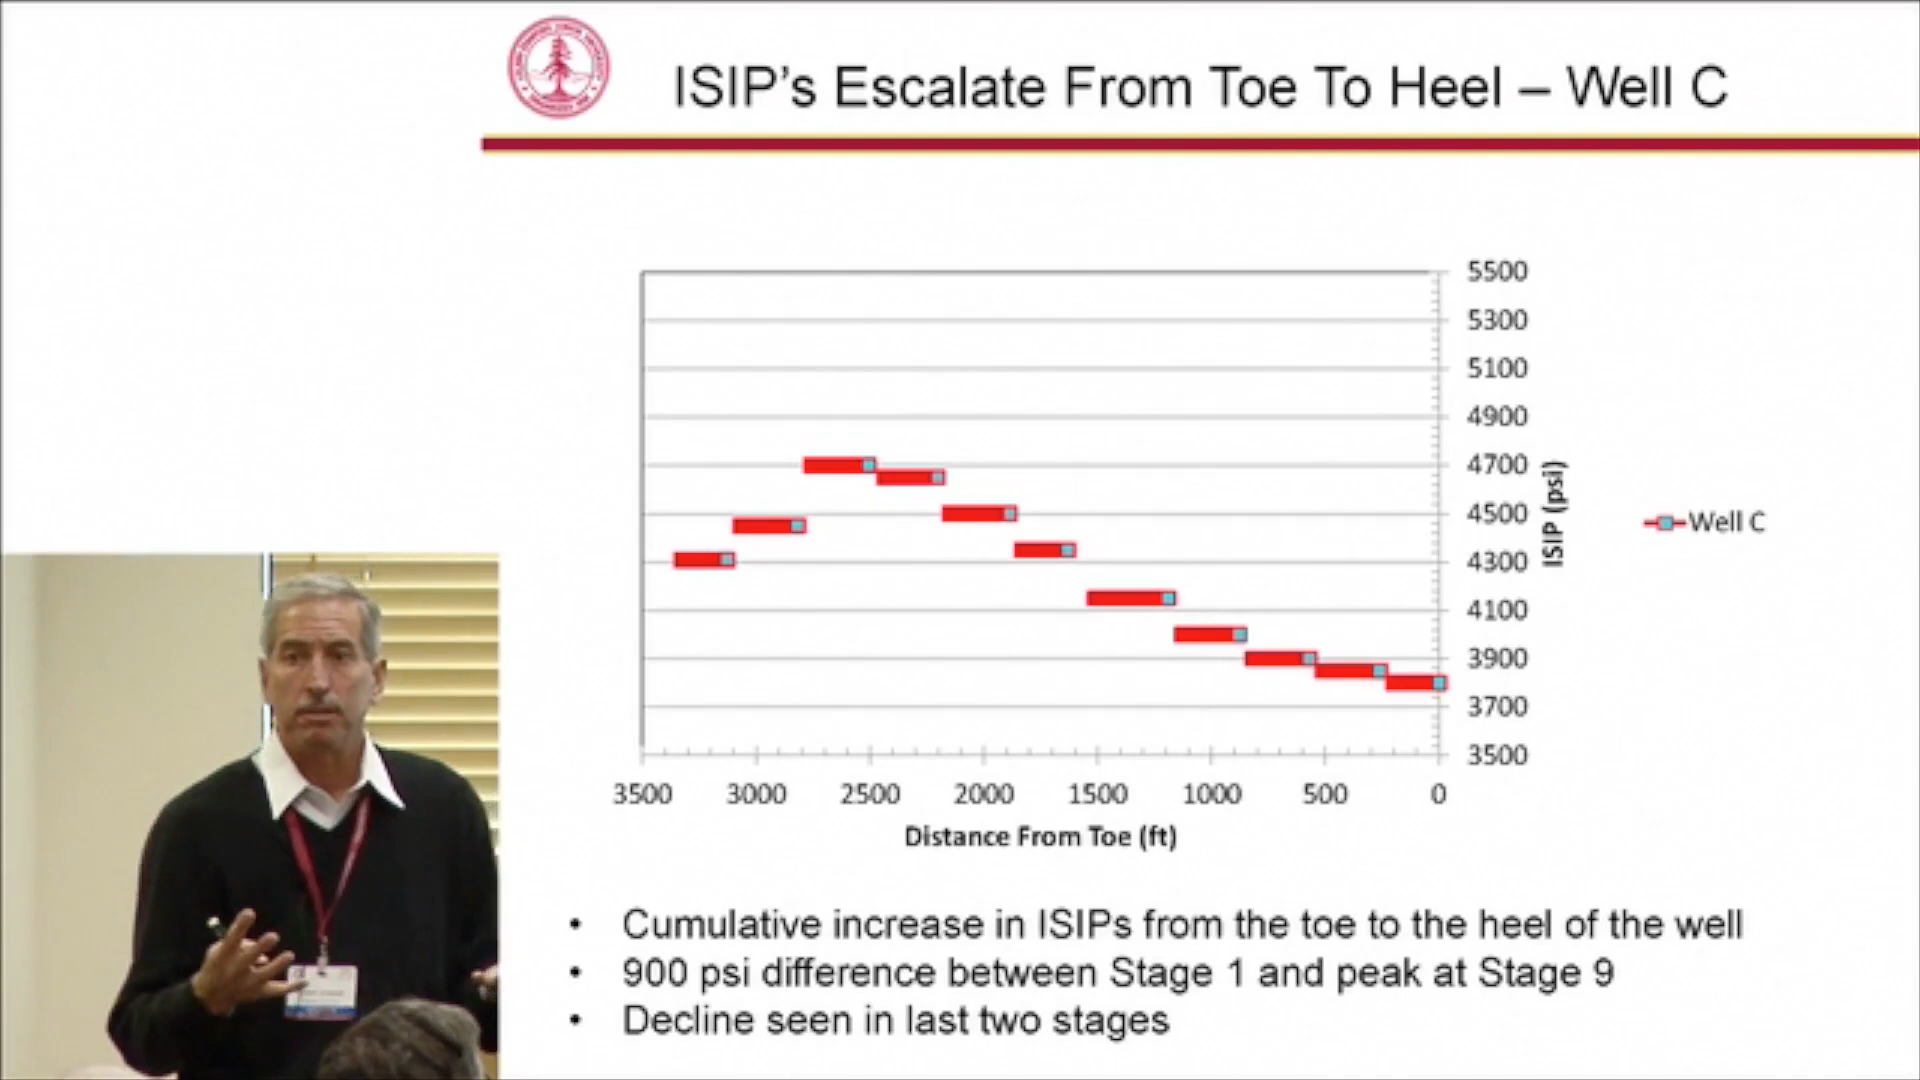 ISIP's Escalate From Toe To Heel – Well C
5500
5300
5100
4900
4700
4500
4300
4100
3900
3700
3500
ISIP (psi)
Well C
3500 3000 2500 2000 1500 1000 500 0
Distance From Toe (ft)
• Cumulative increase in ISIPs from the toe to the heel of the well
• 900 psi difference between Stage 1 and peak at Stage 9
• Decline seen in last two stages